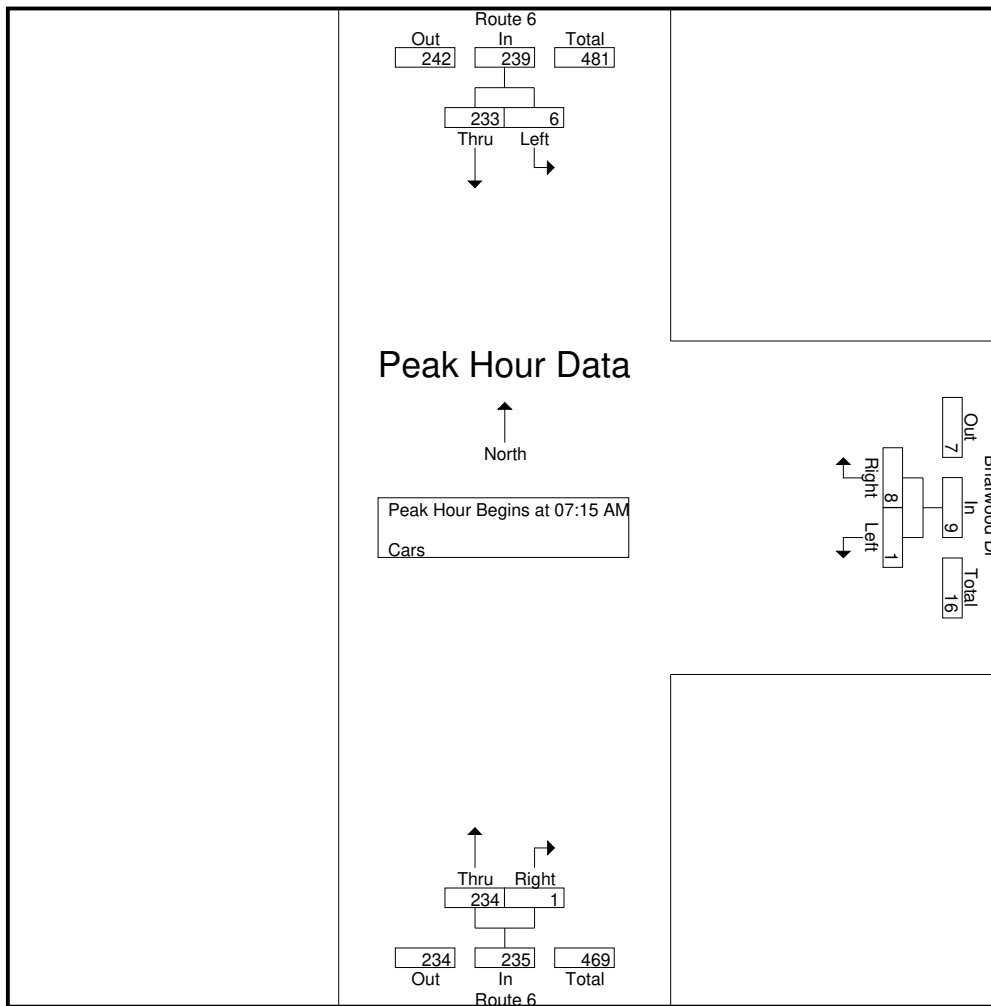 Route 6
Out In Total
242 239 481
233 6
Thru Left
Peak Hour Data
North
Peak Hour Begins at 07:15 AM
Cars
Out In Total
7 9 16
8 1
Right Left
Thru Right
234 1
234 235 469
Out In Total
Route 6